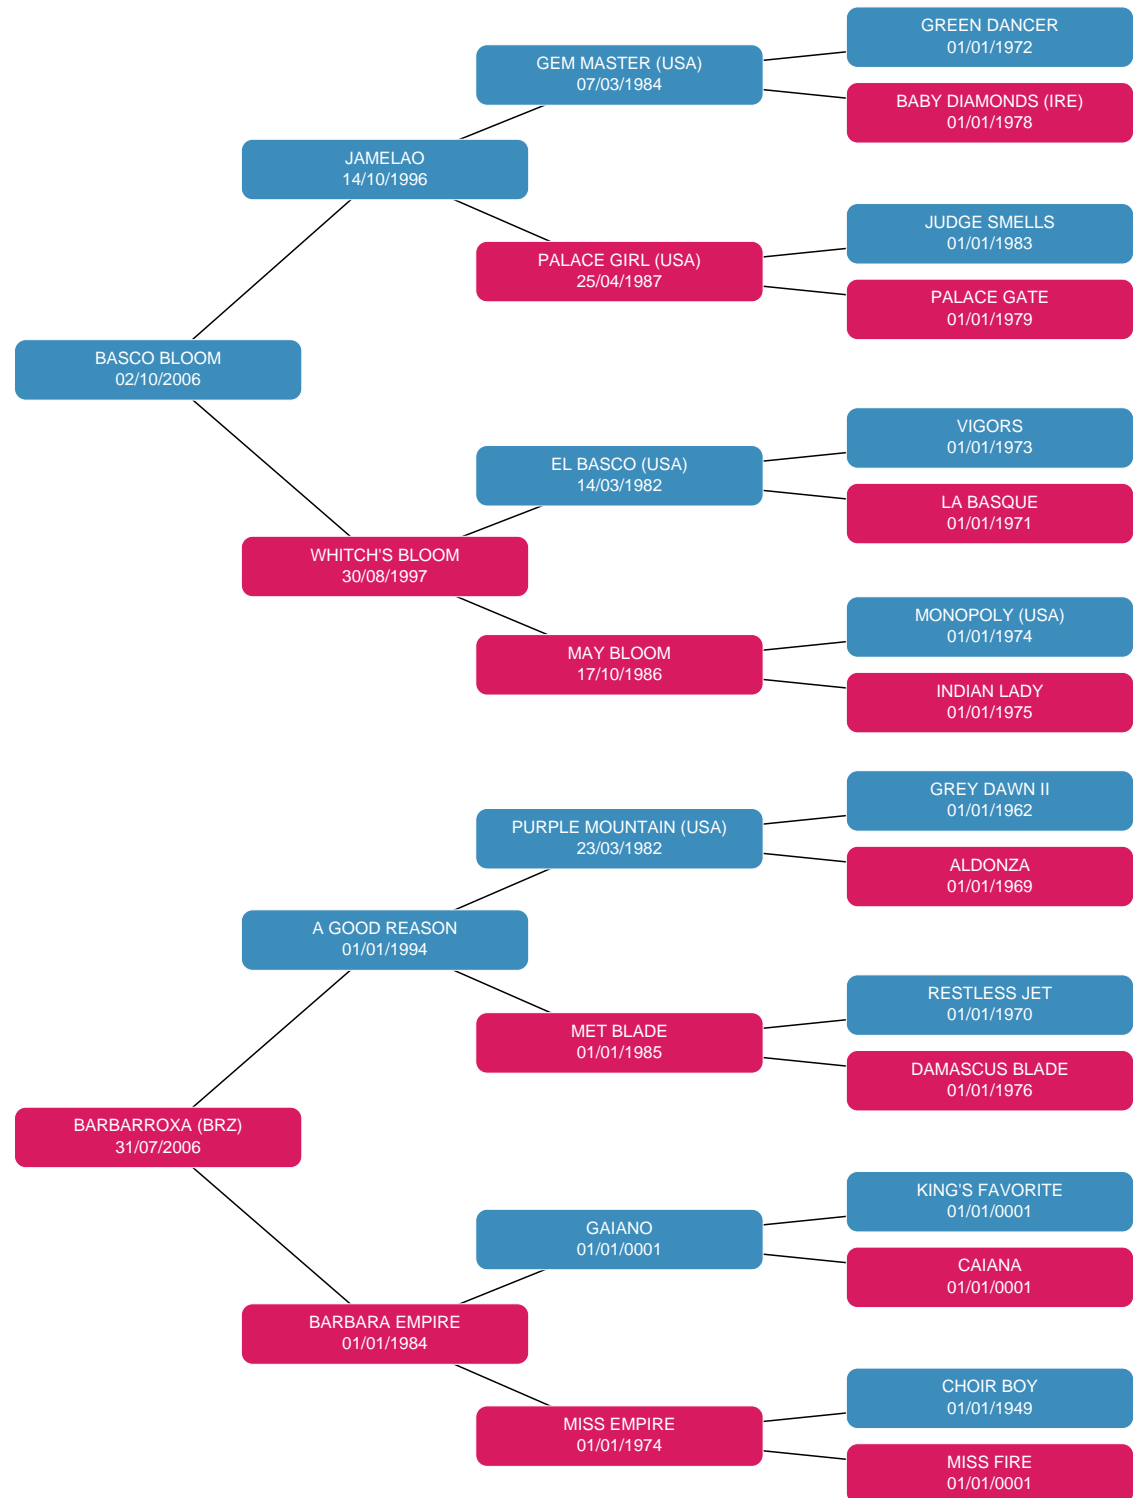 GREEN DANCER
01/01/1972
GEM MASTER (USA)
07/03/1984
BABY DIAMONDS (IRE)
01/01/1978
JAMELAO
14/10/1996
JUDGE SMELLS
01/01/1983
PALACE GIRL (USA)
25/04/1987
PALACE GATE
01/01/1979
BASCO BLOOM
02/10/2006
VIGORS
01/01/1973
EL BASCO (USA)
14/03/1982
LA BASQUE
01/01/1971
WHITCH'S BLOOM
30/08/1997
MONOPOLY (USA)
01/01/1974
MAY BLOOM
17/10/1986
INDIAN LADY
01/01/1975
GREY DAWN II
01/01/1962
PURPLE MOUNTAIN (USA)
23/03/1982
ALDONZA
01/01/1969
A GOOD REASON
01/01/1994
RESTLESS JET
01/01/1970
MET BLADE
01/01/1985
DAMASCUS BLADE
01/01/1976
BARBARROXA (BRZ)
31/07/2006
KING'S FAVORITE
01/01/0001
GAIANO
01/01/0001
CAIANA
01/01/0001
BARBARA EMPIRE
01/01/1984
CHOIR BOY
01/01/1949
MISS EMPIRE
01/01/1974
MISS FIRE
01/01/0001